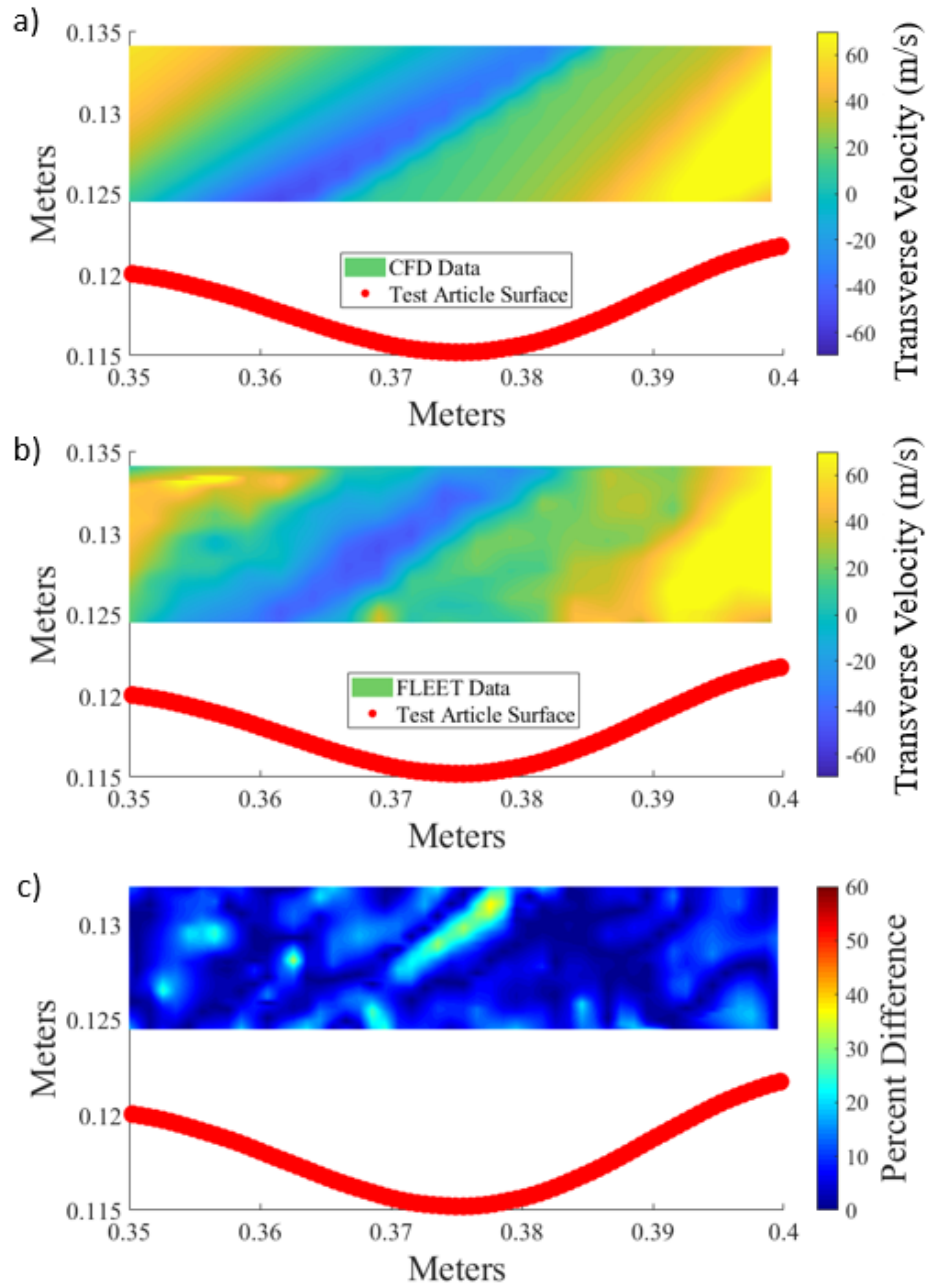 a)
0.135
0.13
0.125
0.12
0.115
Meters
0.35 0.36 0.37 0.38 0.39 0.4
Meters
CFD Data
Test Article Surface
60
40
20
0
-20
-40
-60
Transverse Velocity (m/s)
b)
0.135
0.13
0.125
0.12
0.115
Meters
0.35 0.36 0.37 0.38 0.39 0.4
Meters
FLEET Data
Test Article Surface
60
40
20
0
-20
-40
-60
Transverse Velocity (m/s)
c)
0.13
0.125
0.12
0.115
Meters
0.35 0.36 0.37 0.38 0.39 0.4
Meters
60
50
40
30
20
10
0
Percent Difference